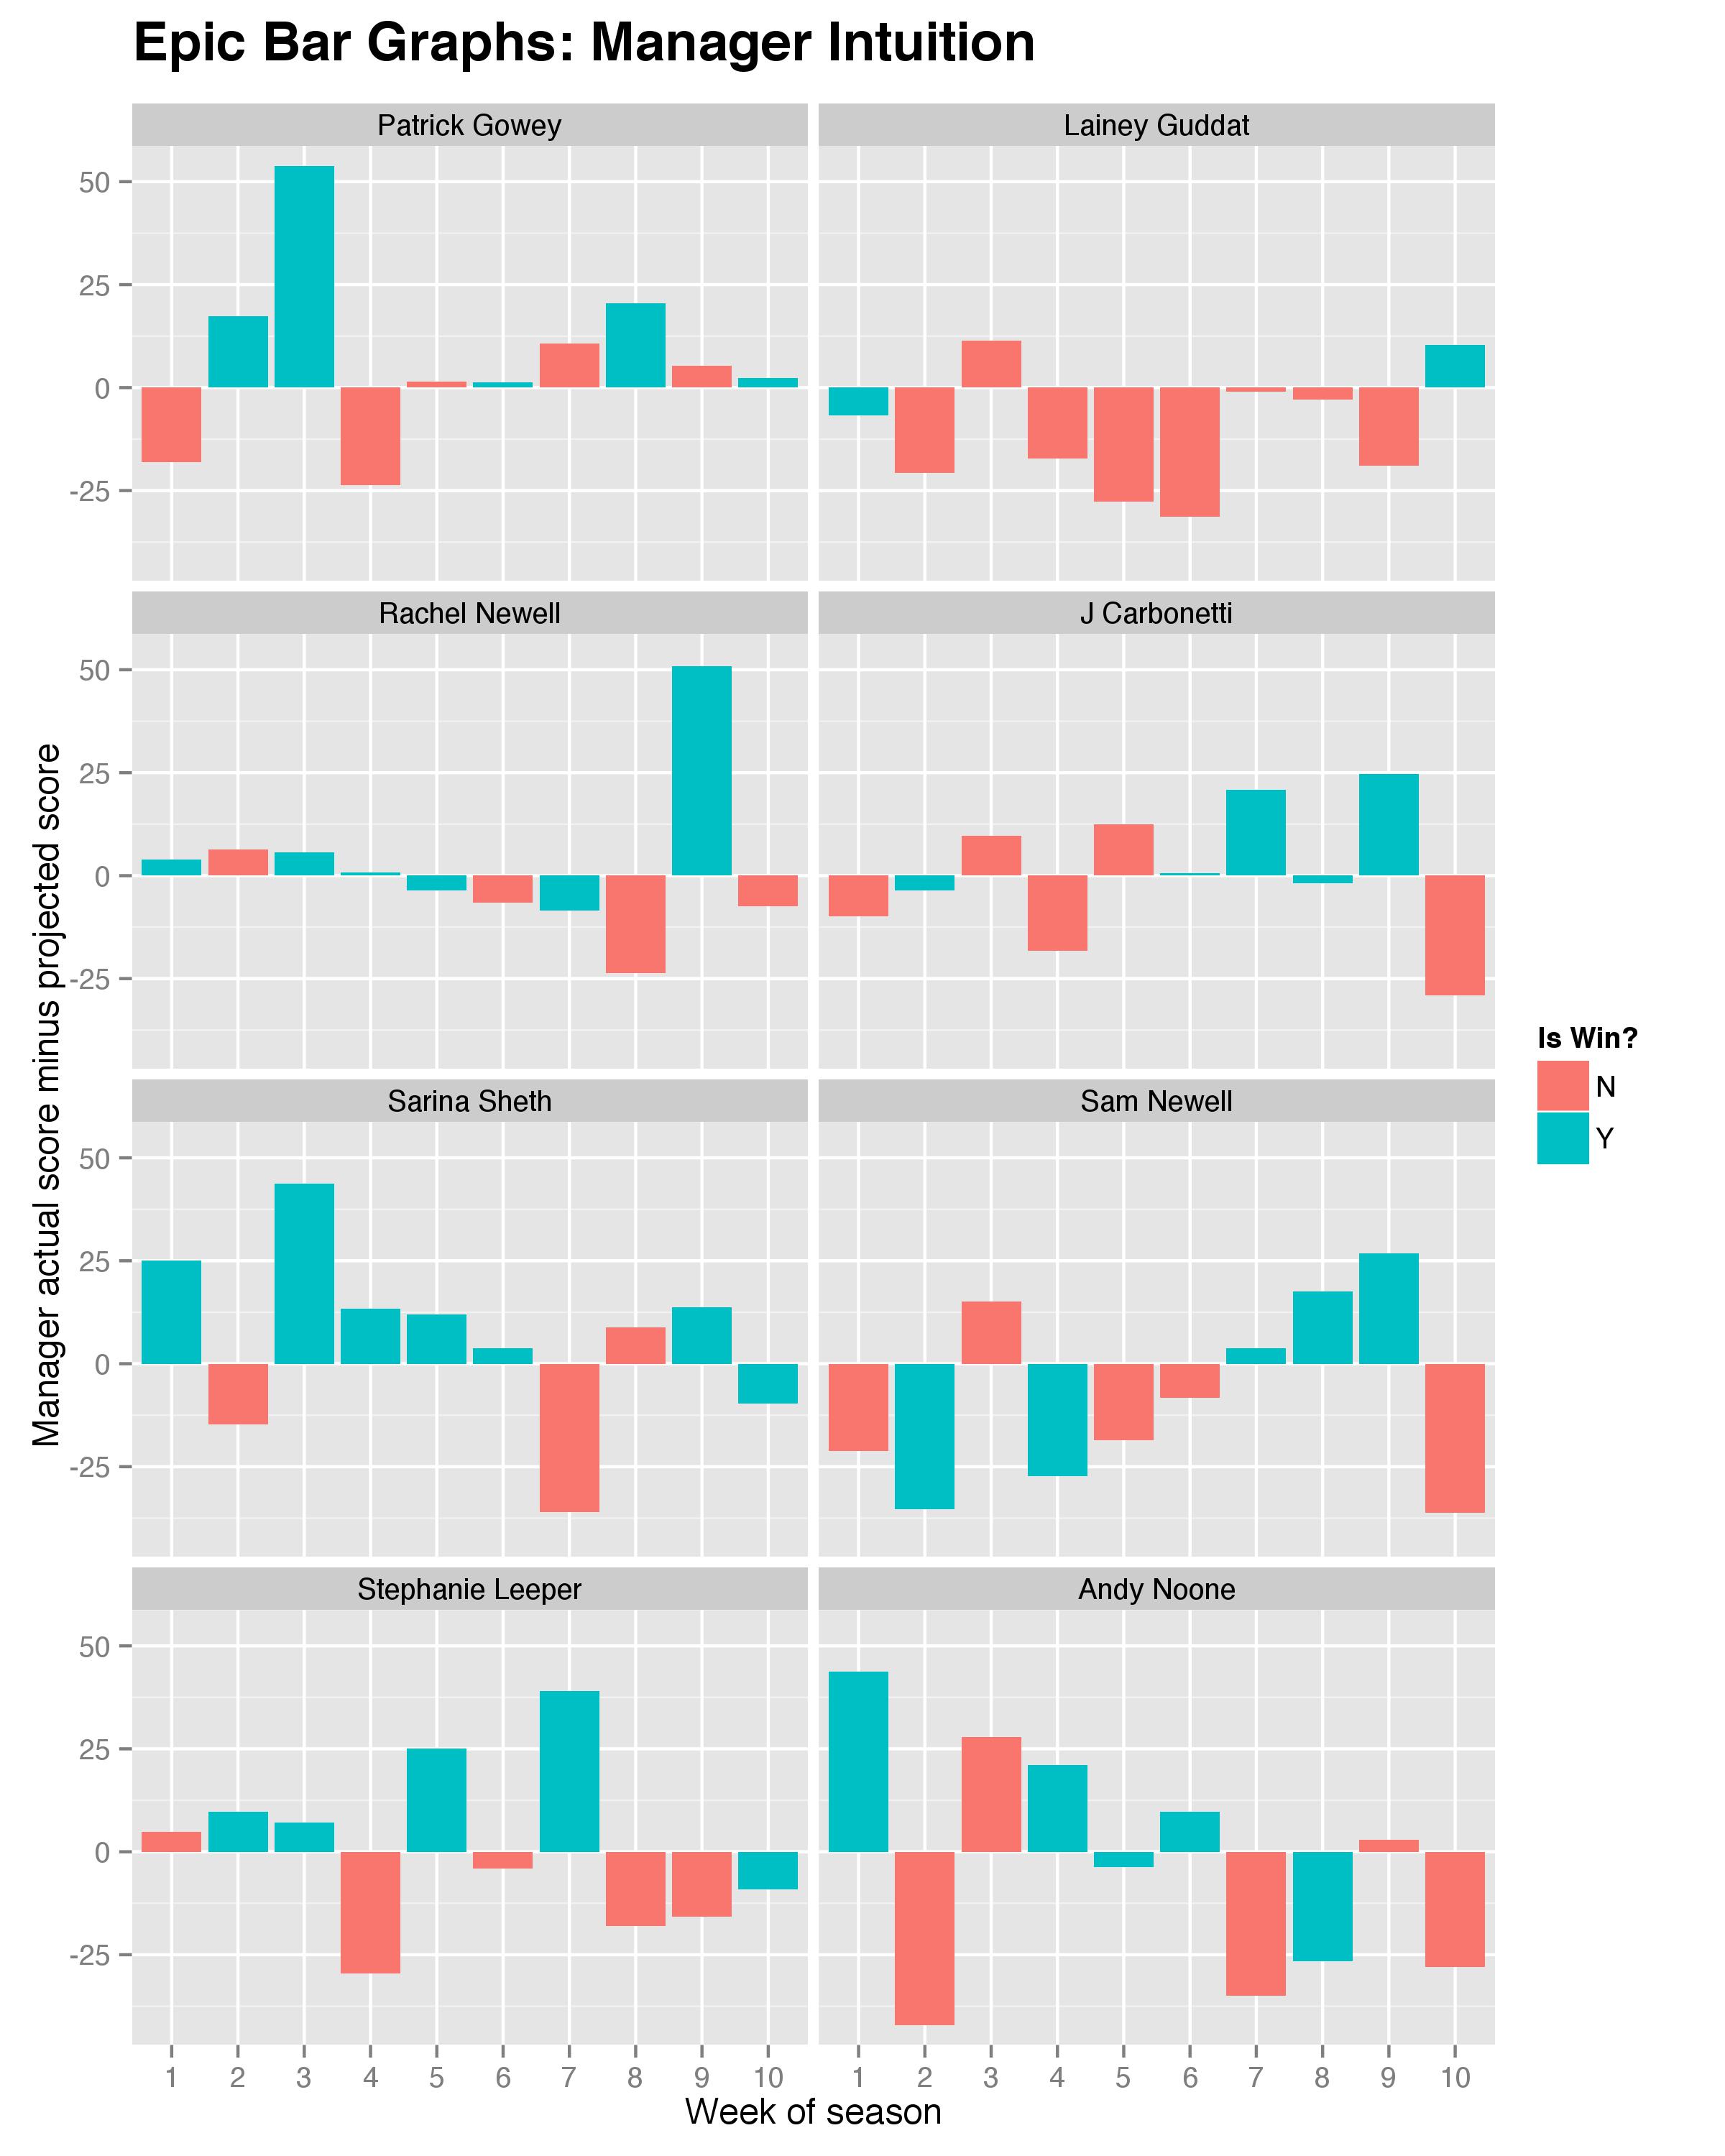 Epic Bar Graphs: Manager Intuition
Patrick Gowey
Lainey Guddat
50
25
0
-25
Rachel Newell
J Carbonetti
50
25
0
-25
Sarina Sheth
Sam Newell
50
25
0
-25
Stephanie Leeper
Andy Noone
50
25
0
-25
1 2 3 4 5 6 7 8 9 10
1 2 3 4 5 6 7 8 9 10
Week of season
Manager actual score minus projected score
Is Win?
N
Y